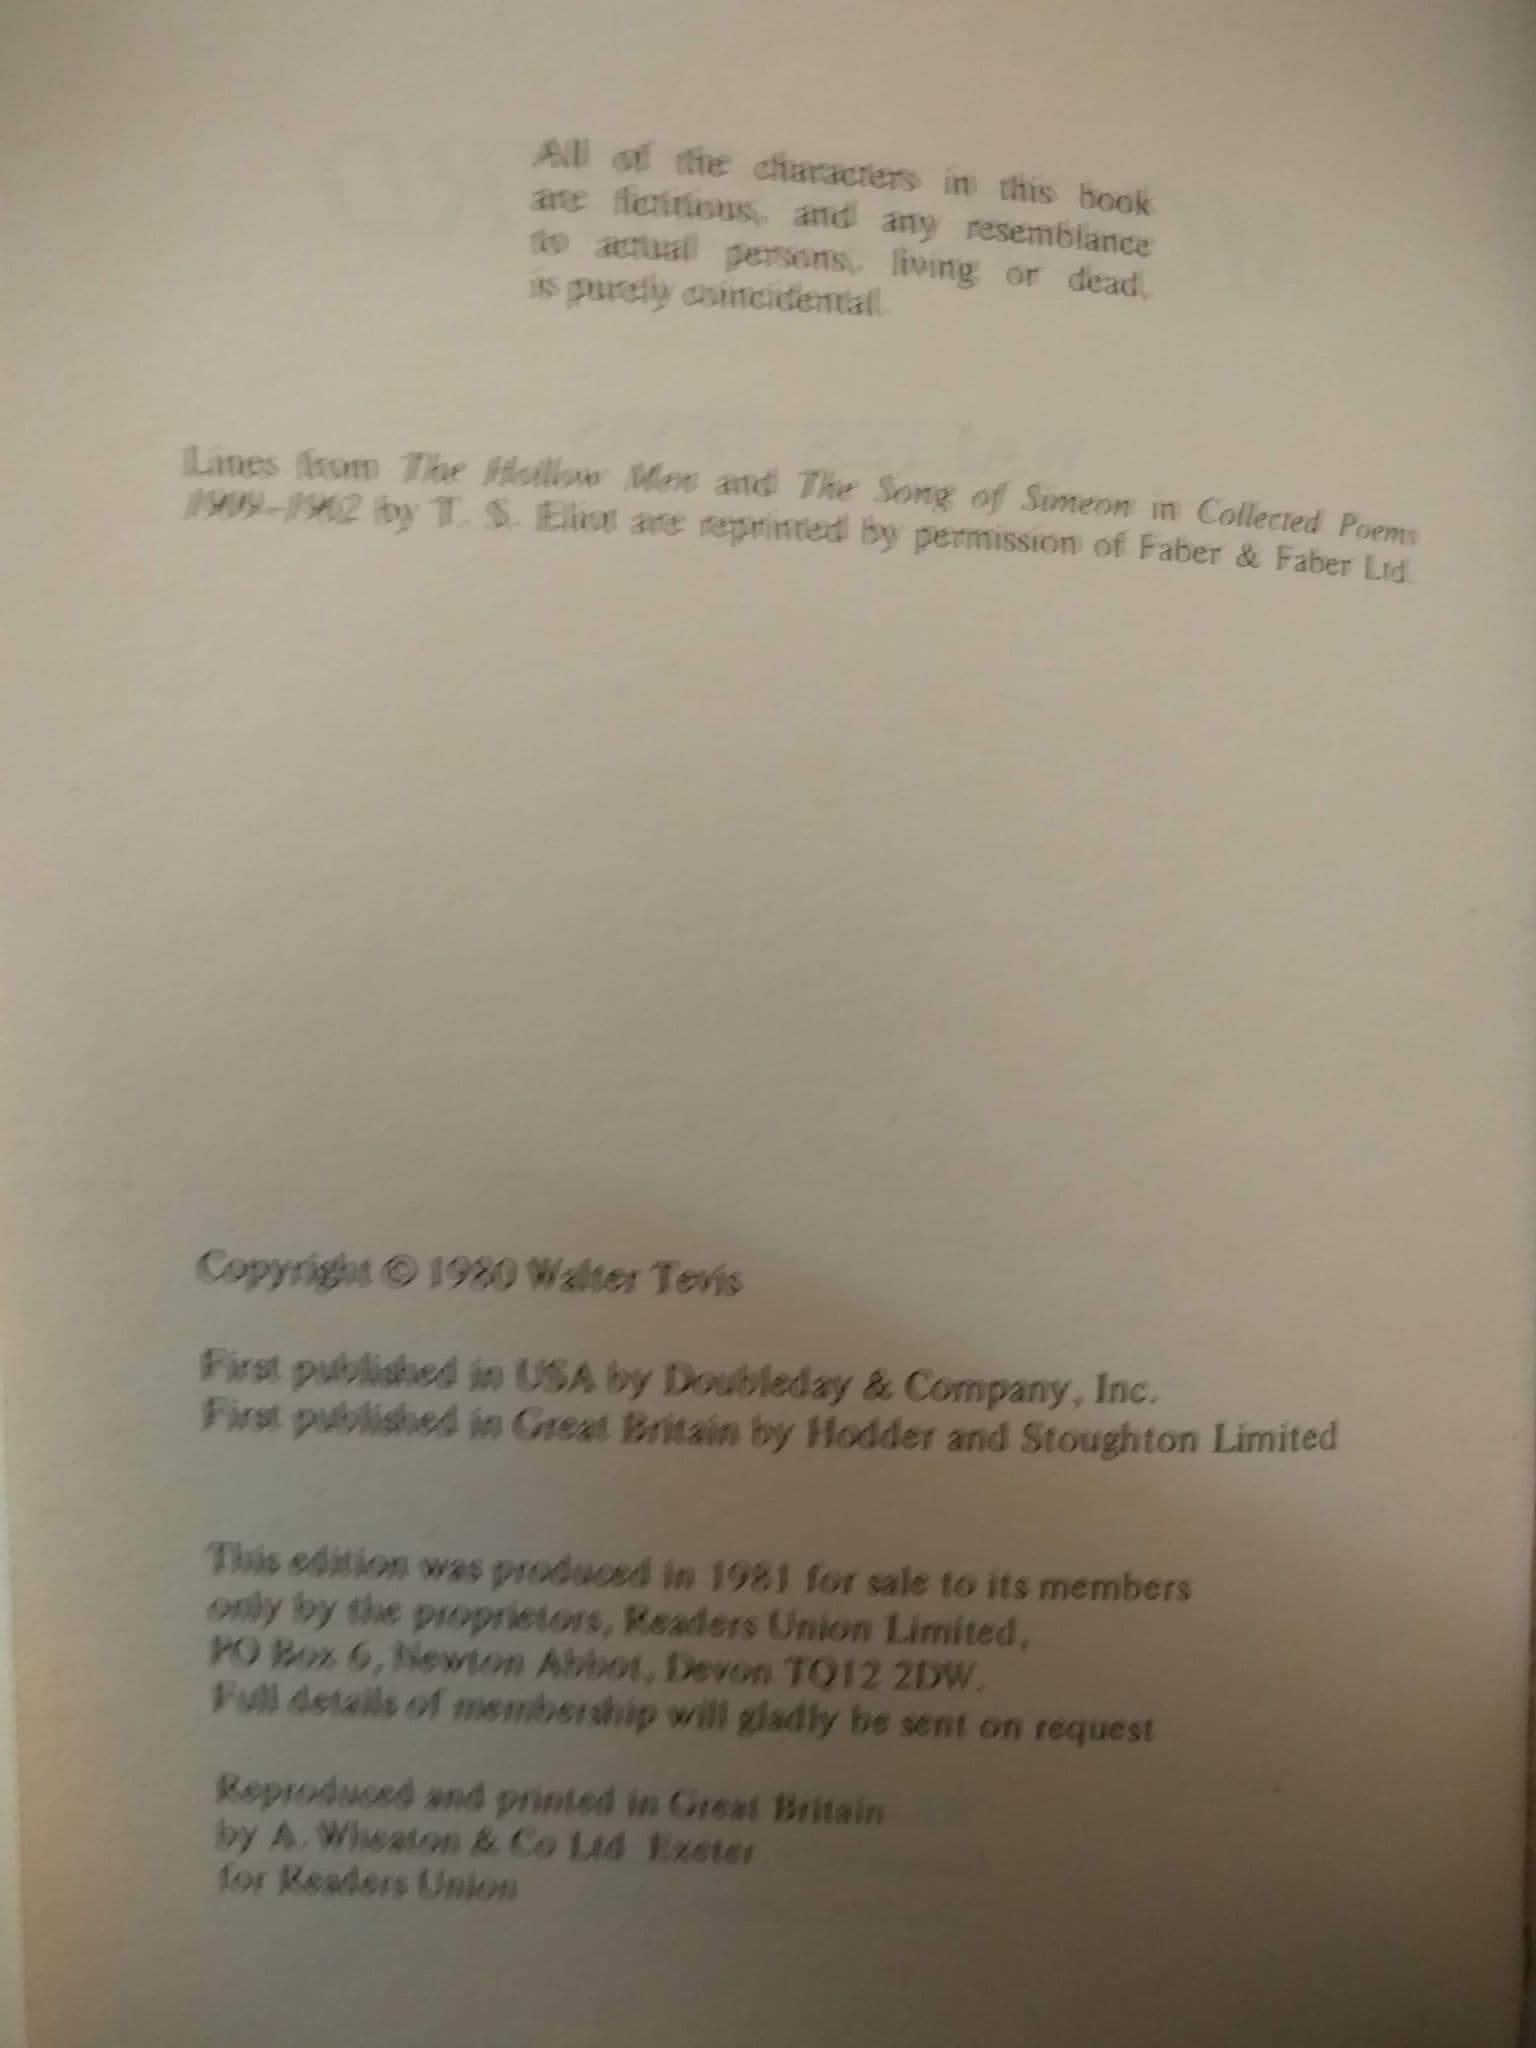 All of the characters in this book
are fictitious, and any resemblance
to actual persons, living or dead,
is purely coincidental.
Lines from The Hollow Men and The Song of Simeon in Collected Poems
1909-1962 by T. S. Eliot are reprinted by permission of Faber & Faber Ltd.
Copyright © 1980 Walter Tevis
First published in USA by Doubleday & Company, Inc.
First published in Great Britain by Hodder and Stoughton Limited
This edition was produced in 1981 for sale to its members
only by the proprietors, Readers Union Limited,
PO Box 6, Newton Abbot, Devon TQ12 2DW.
Full details of membership will gladly be sent on request
Reproduced and printed in Great Britain
by A. Wheaton & Co Ltd Exeter
for Readers Union